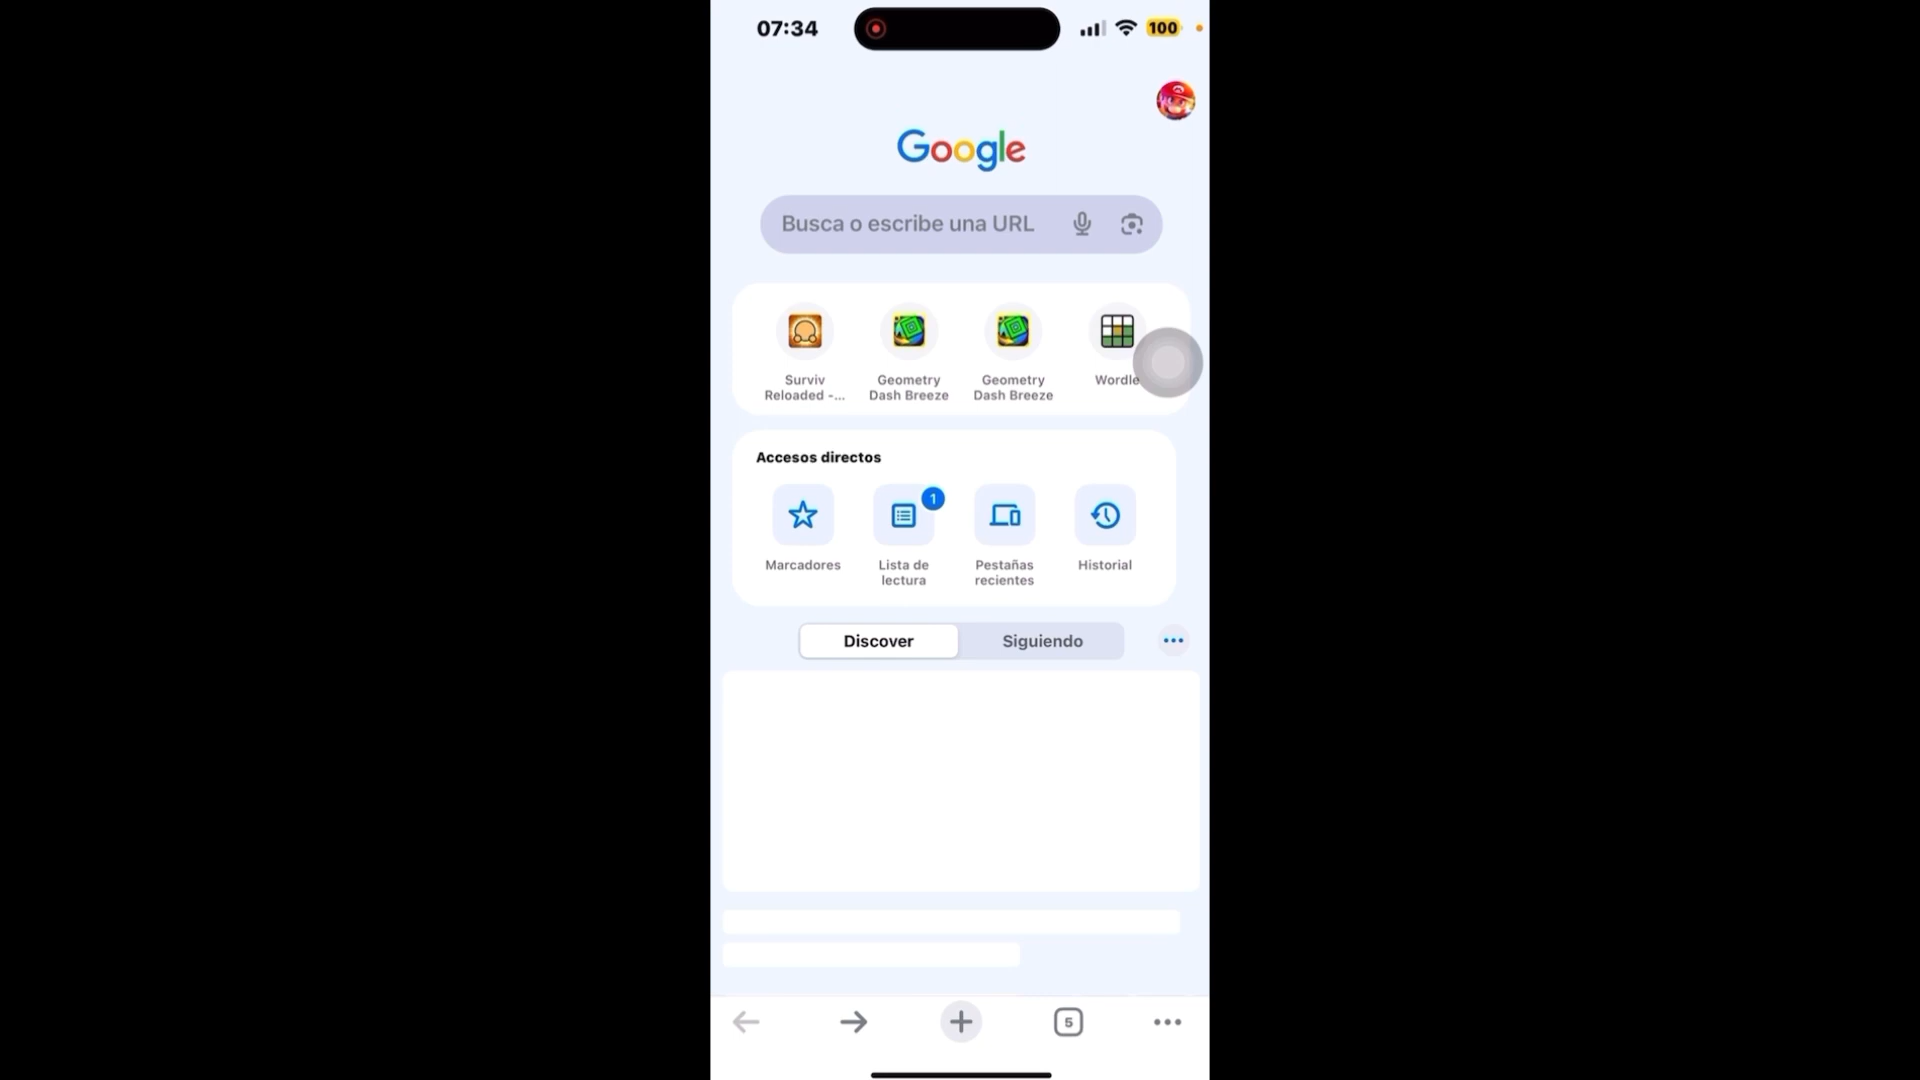 07:34
100
Google
Busca o escribe una URL
Surviv
Reloaded -...
Geometry
Dash Breeze
Geometry
Dash Breeze
Wordle
Accesos directos
1
Marcadores
Lista de
lectura
Pestañas
recientes
Historial
Discover
Siguiendo
5